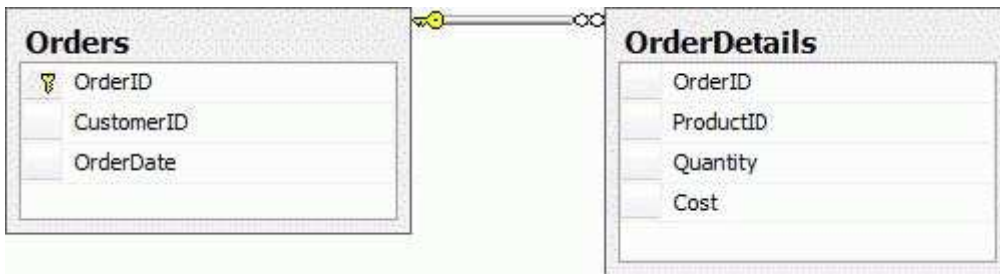 Orders
OrderID
CustomerID
OrderDate
OrderDetails
OrderID
ProductID
Quantity
Cost